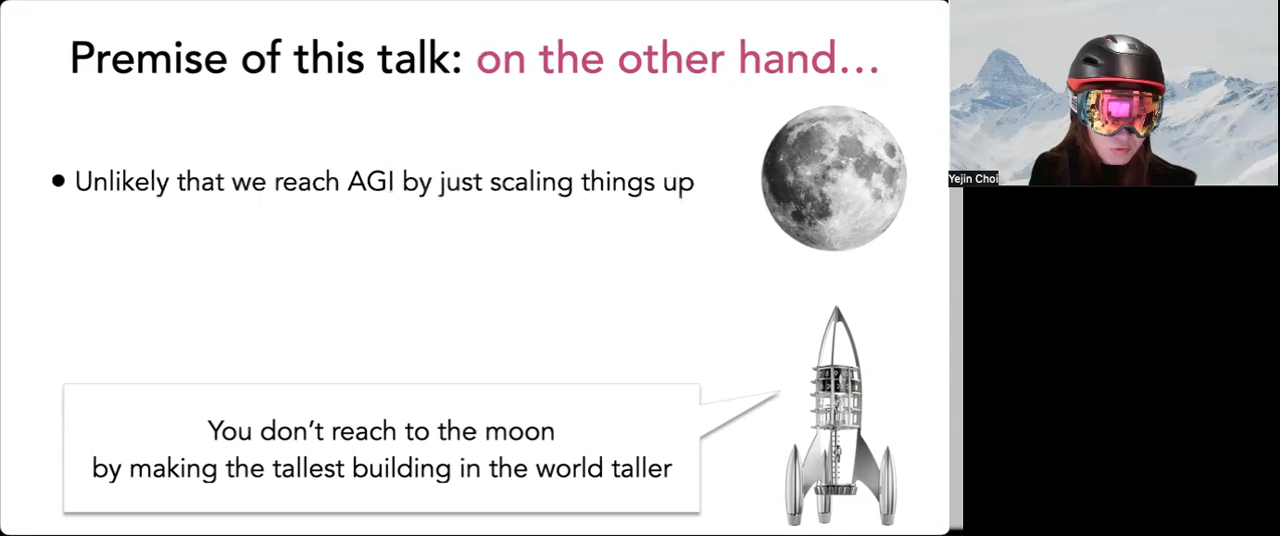 Premise of this talk: on the other hand…
• Unlikely that we reach AGI by just scaling things up
You don’t reach to the moon
by making the tallest building in the world taller
Yejin Choi